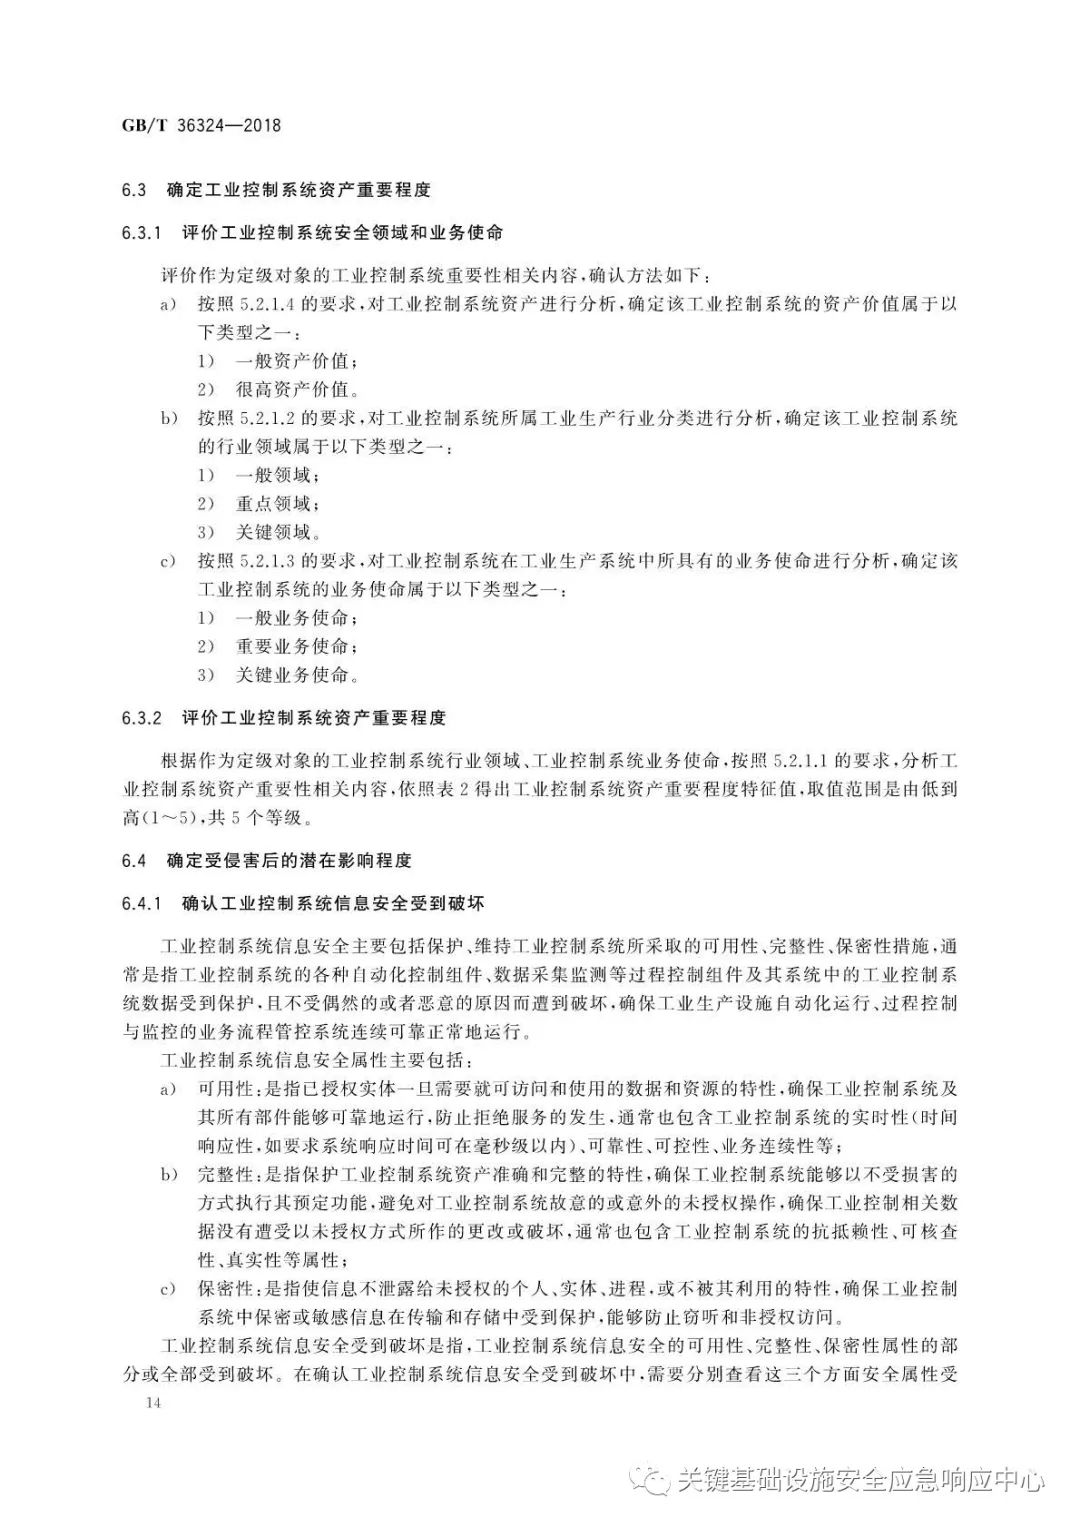 GB/T 36324—2018
6.3 确定工业控制系统资产重要程度
6.3.1 评价工业控制系统安全领域和业务使命
评价作为定级对象的工业控制系统重要性相关内容,确认方法如下:
a) 按照 5.2.1.4 的要求,对工业控制系统资产进行分析,确定该工业控制系统的资产价值属于以
下类型之一:
1) 一般资产价值;
2) 很高资产价值。
b) 按照 5.2.1.2 的要求,对工业控制系统所属工业生产行业分类进行分析,确定该工业控制系统
的行业领域属于以下类型之一:
1) 一般领域;
2) 重点领域;
3) 关键领域。
c) 按照 5.2.1.3 的要求,对工业控制系统在工业生产系统中所具有的业务使命进行分析,确定该
工业控制系统的业务使命属于以下类型之一:
1) 一般业务使命;
2) 重要业务使命;
3) 关键业务使命。
6.3.2 评价工业控制系统资产重要程度
根据作为定级对象的工业控制系统行业领域、工业控制系统业务使命,按照 5.2.1.1 的要求,分析工
业控制系统资产重要性相关内容,依照表 2 得出工业控制系统资产重要程度特征值,取值范围是由低到
高(1～5),共 5 个等级。
6.4 确定受侵害后的潜在影响程度
6.4.1 确认工业控制系统信息安全受到破坏
工业控制系统信息安全主要包括保护、维持工业控制系统所采取的可用性、完整性、保密性措施,通
常是指工业控制系统的各种自动化控制组件、数据采集监测等过程控制组件及其系统中的工业控制系
统数据受到保护,且不受偶然的或者恶意的原因而遭到破坏,确保工业生产设施自动化运行、过程控制
与监控的业务流程管控系统连续可靠正常地运行。
工业控制系统信息安全属性主要包括:
a) 可用性:是指已授权实体一旦需要就可访问和使用的数据和资源的特性,确保工业控制系统及
其所有部件能够可靠地运行,防止拒绝服务的发生,通常也包含工业控制系统的实时性(时间
响应性,如要求系统响应时间可在毫秒级以内)、可靠性、可控性、业务连续性等;
b) 完整性:是指保护工业控制系统资产准确和完整的特性,确保工业控制系统能够以不受损害的
方式执行其预定功能,避免对工业控制系统故意的或意外的未授权操作,确保工业控制相关数
据没有遭受以未授权方式所作的更改或破坏,通常也包含工业控制系统的抗抵赖性、可核查
性、真实性等属性;
c) 保密性:是指使信息不泄露给未授权的个人、实体、进程,或不被其利用的特性,确保工业控制
系统中保密或敏感信息在传输和存储中受到保护,能够防止窃听和非授权访问。
工业控制系统信息安全受到破坏是指,工业控制系统信息安全的可用性、完整性、保密性属性的部
分或全部受到破坏。在确认工业控制系统信息安全受到破坏中,需要分别查看这三个方面安全属性受
14
关键基础设施安全应急响应中心